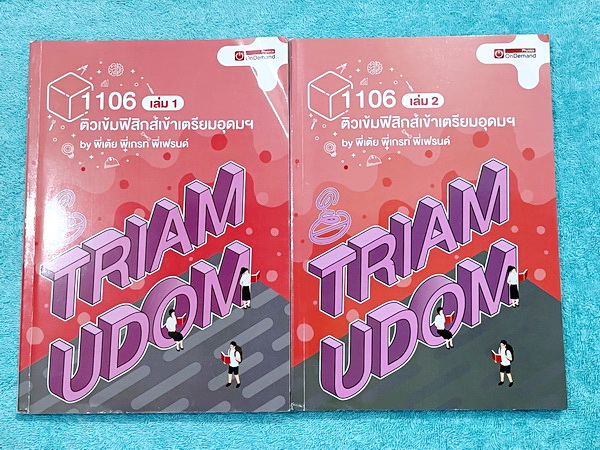 Physics
OnDemand
1106 เล่ม 1
ติวเข้มฟิสิกส์เข้าเตรียมอุดมฯ
by พี่เต้ย พี่เกรท พี่เฟรนด์
TRIAM
UDOM
Physics
OnDemand
1106 เล่ม 2
ติวเข้มฟิสิกส์เข้าเตรียมอุดมฯ
by พี่เต้ย พี่เกรท พี่เฟรนด์
TRIAM
UDOM